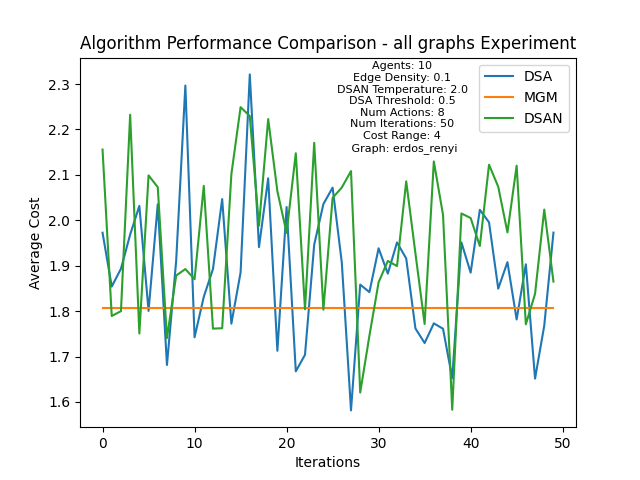 Algorithm Performance Comparison - all graphs Experiment
Agents: 10
Edge Density: 0.1
DSAN Temperature: 2.0
DSA Threshold: 0.5
Num Actions: 8
Num Iterations: 50
Cost Range: 4
Graph: erdos_renyi
DSA
MGM
DSAN
Average Cost
2.3
2.2
2.1
2.0
1.9
1.8
1.7
1.6
0 10 20 30 40 50
Iterations